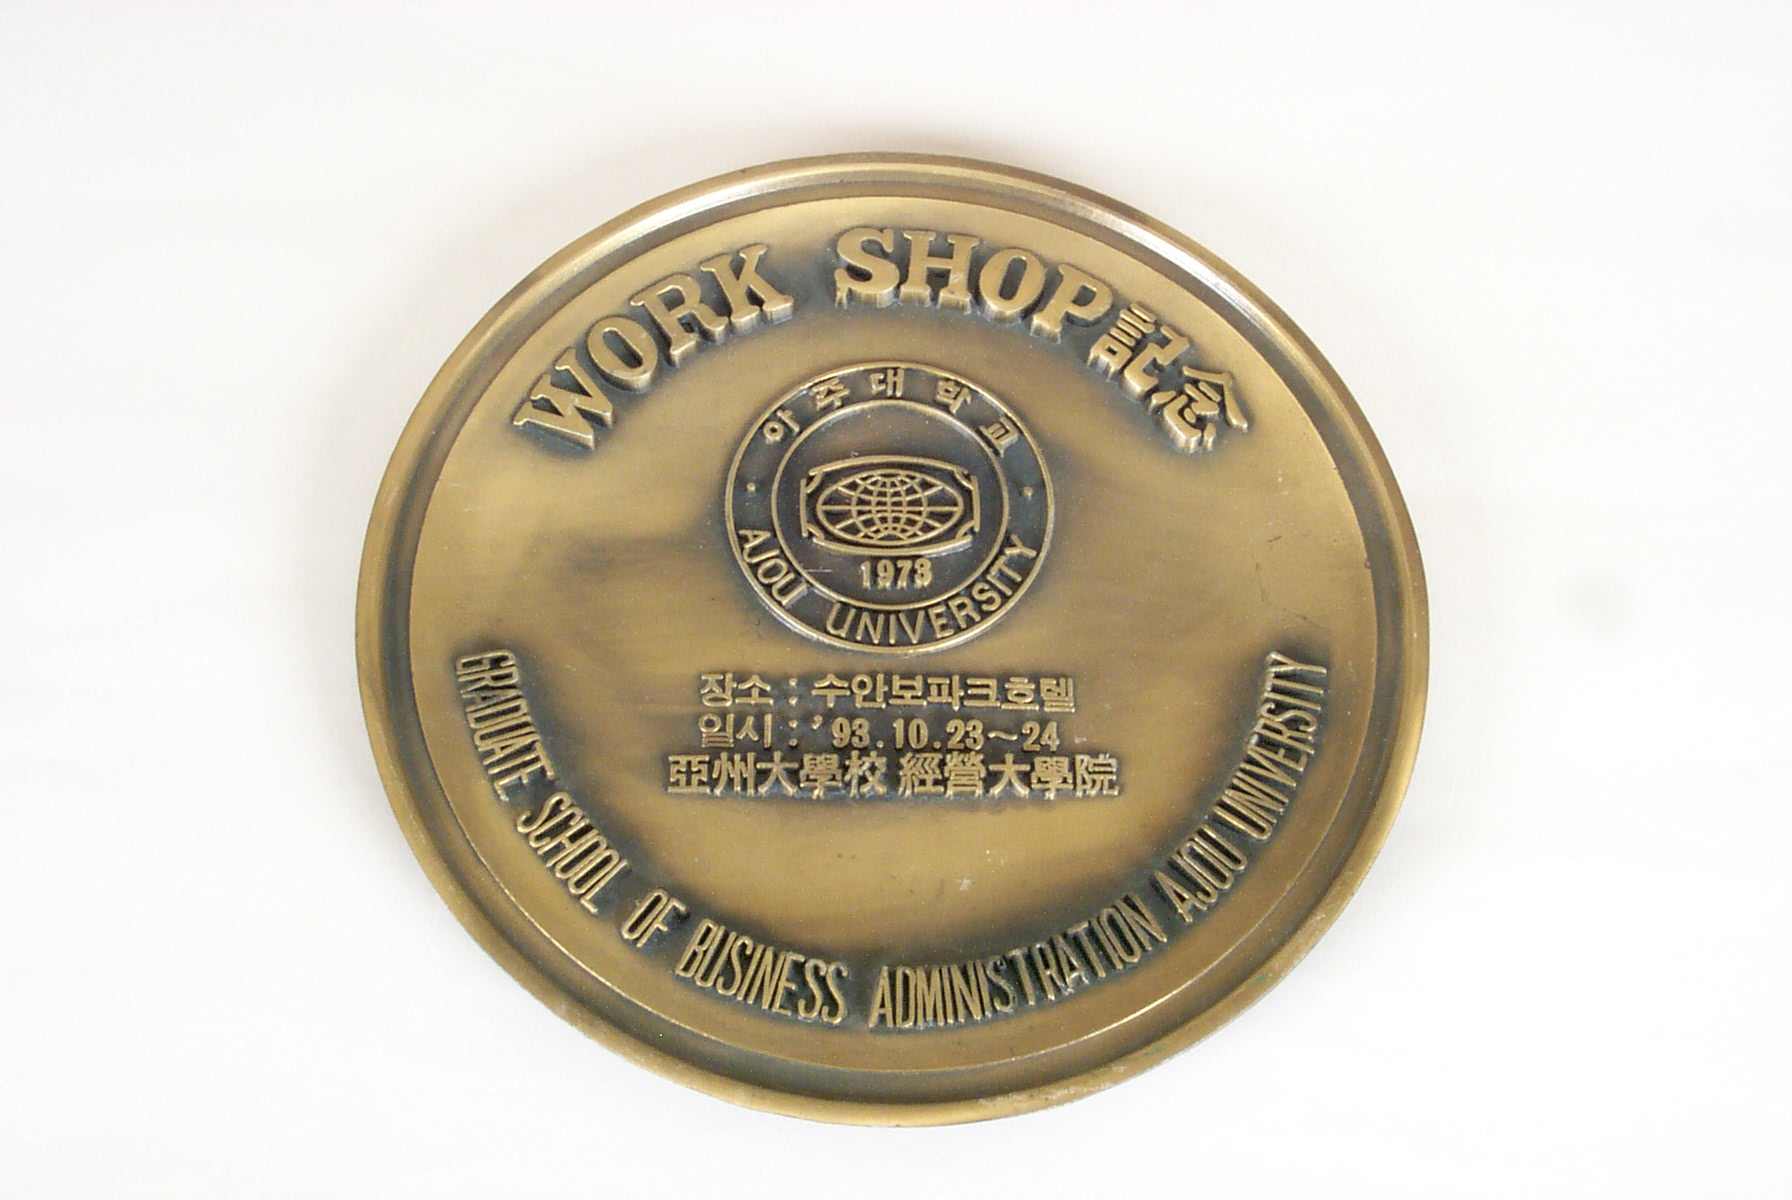 WORK SHOP記念
아주대학교
1973
AJOU UNIVERSITY
장소 : 수안보파크호텔
일시 : '93.10.23~24
亞州大學校 經營大學院
GRADUATE SCHOOL OF BUSINESS ADMINISTRATION AJOU UNIVERSITY